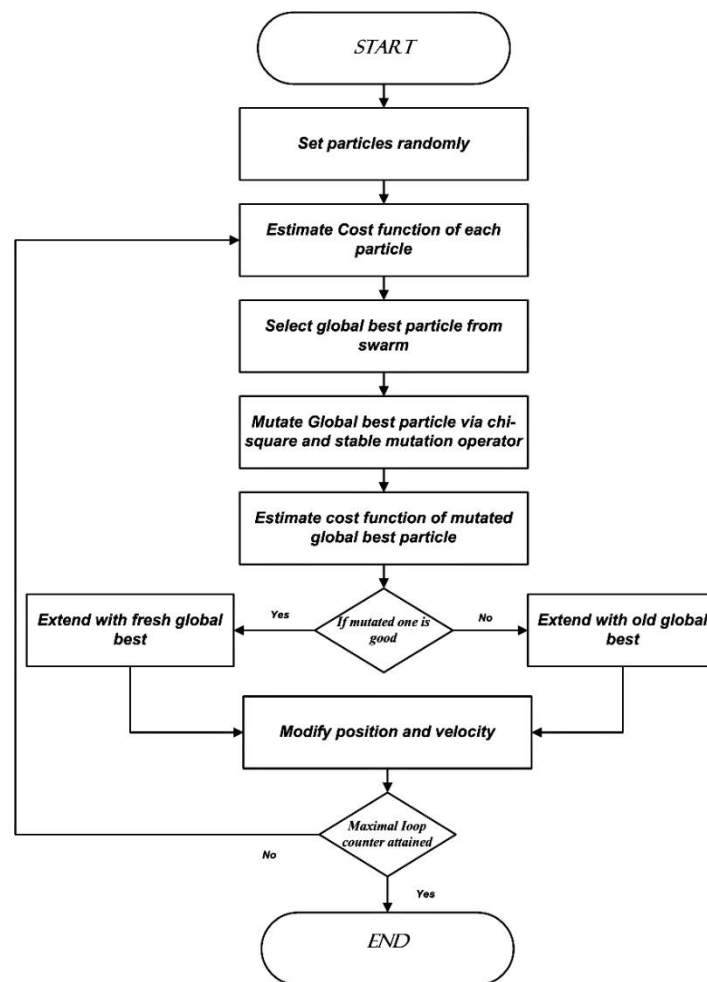 START
Set particles randomly
Estimate Cost function of each
particle
Select global best particle from
swarm
Mutate Global best particle via chi-
square and stable mutation operator
Estimate cost function of mutated
global best particle
Extend with fresh global
best
Yes
If mutated one is
good
No
Extend with old global
best
Modify position and velocity
Maximal Ioop
counter attained
No
Yes
END